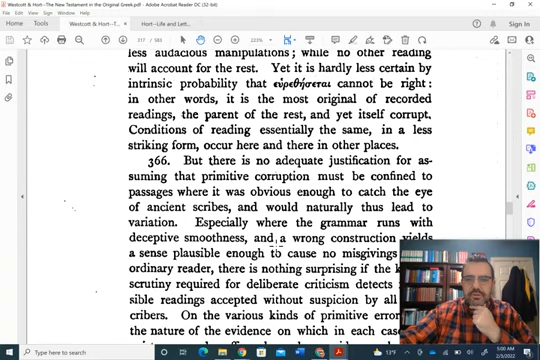 Westcott & Hort - The New Testament in the Original Greek.pdf - Adobe Acrobat Reader DC (32-bit)
Home Tools Westcott & Hort - Th... Hort--Life and Lett... Sign In
317 / 583 223%
less audacious manipulations; while no other reading
will account for the rest. Yet it is hardly less certain by
intrinsic probability that εὑρεθήσεται cannot be right:
in other words, it is the most original of recorded
readings, the parent of the rest, and yet itself corrupt.
Conditions of reading essentially the same, in a less
striking form, occur here and there in other places.
366. But there is no adequate justification for as-
suming that primitive corruption must be confined to
passages where it was obvious enough to catch the eye
of ancient scribes, and would naturally thus lead to
variation. Especially where the grammar runs with
deceptive smoothness, and a wrong construction yields
a sense plausible enough to cause no misgivings
ordinary reader, there is nothing surprising if the
scrutiny required for deliberate criticism detects
sible readings accepted without suspicion by all
cribers. On the various kinds of primitive error
the nature of the evidence on which in each case
Type here to search
13°F
5:00 AM
2/3/2022